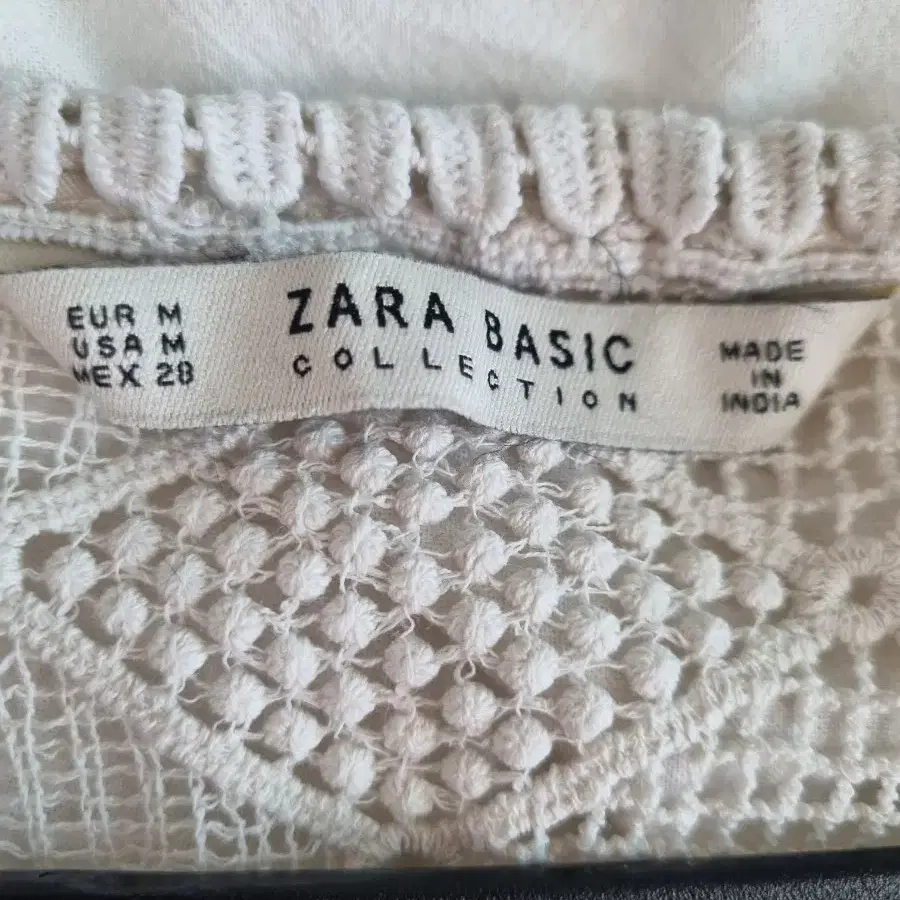 EUR M
USA M
MEX 28
ZARA BASIC
COLLECTION
MADE
IN
INDIA